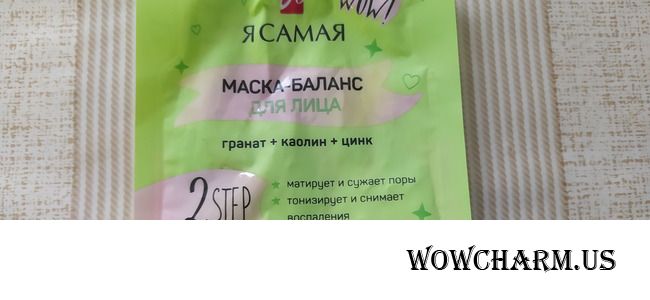 WOW!
Я САМАЯ
МАСКА-БАЛАНС
ДЛЯ ЛИЦА
гранат + каолин + цинк
2 STEP
матирует и сужает поры
тонизирует и снимает
воспаления
WOWCHARM.US